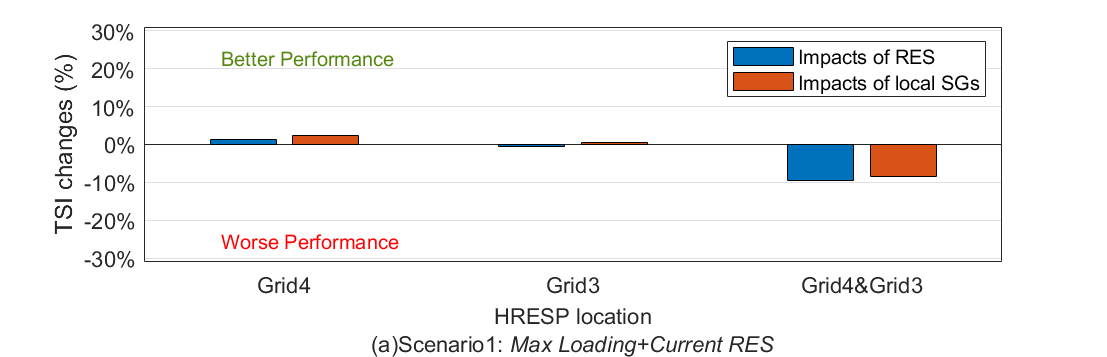 30%
20%
10%
0%
-10%
-20%
-30%
TSI changes (%)
Better Performance
Worse Performance
Impacts of RES
Impacts of local SGs
Grid4
Grid3
Grid4&Grid3
HRESP location
(a)Scenario1: Max Loading+Current RES